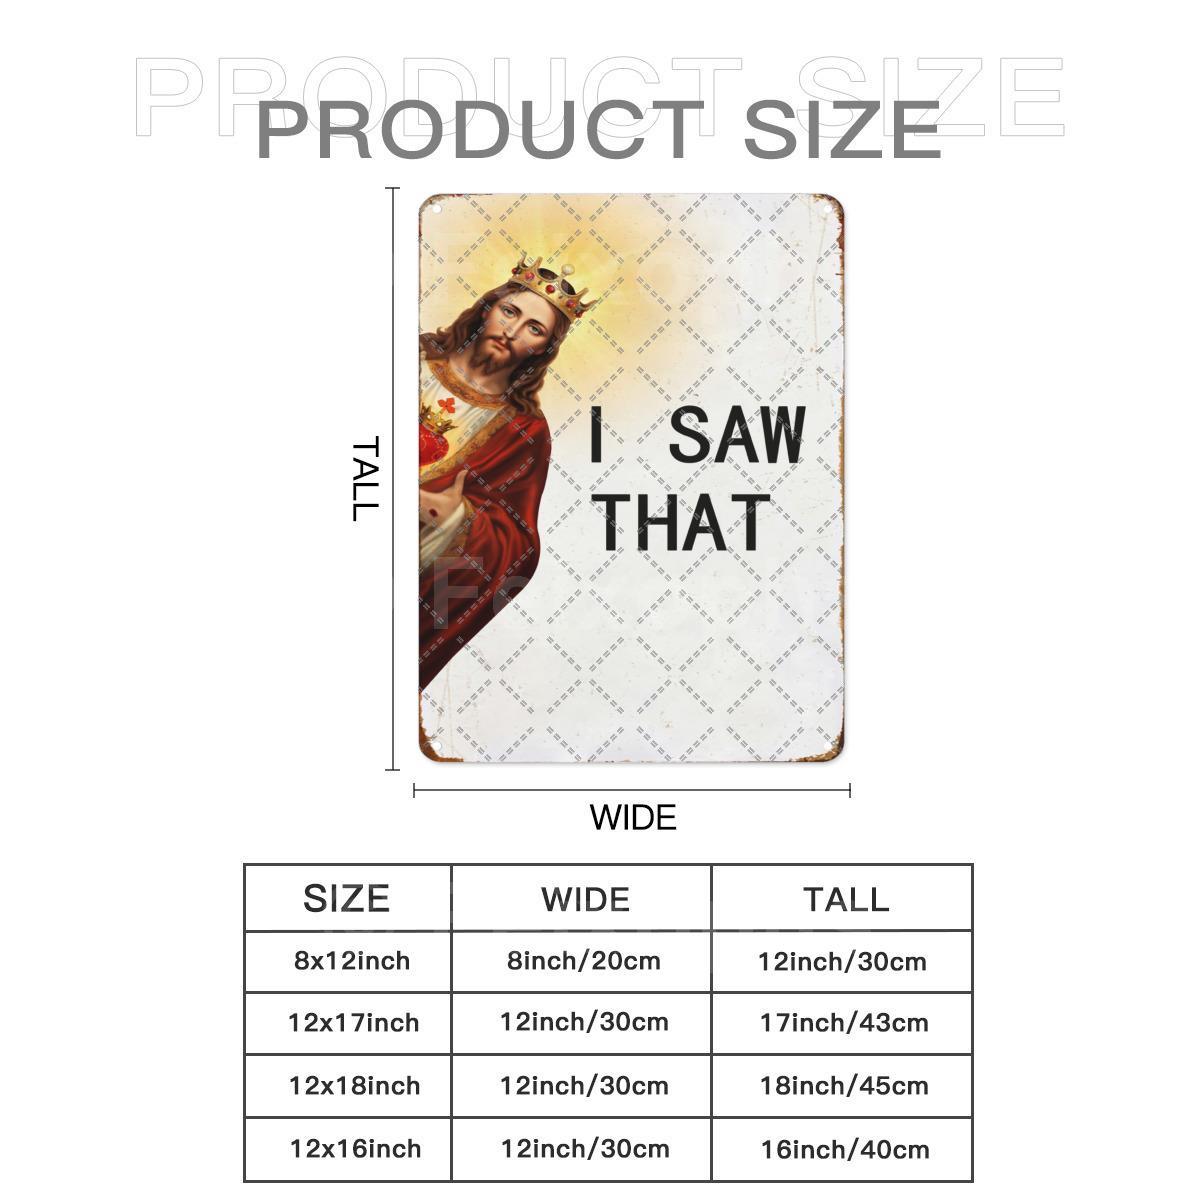 PRODUCT SIZE
PRODUCT SIZE
TALL
I SAW
THAT
WIDE
SIZE WIDE TALL
8x12inch 8inch/20cm 12inch/30cm
12x17inch 12inch/30cm 17inch/43cm
12x18inch 12inch/30cm 18inch/45cm
12x16inch 12inch/30cm 16inch/40cm